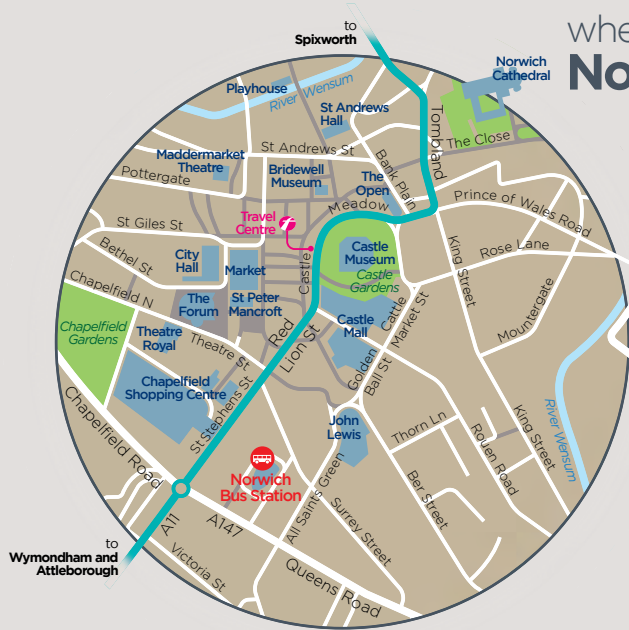 to
Spixworth
whe
No
Norwich
Cathedral
Playhouse
River Wensum
St Andrews
Hall
Tombland
The Close
St Andrews St
Bank Plain
Maddermarket
Theatre
Pottergate
Bridewell
Museum
The
Open
Meadow
Prince of Wales Road
Travel
Centre
St Giles St
Bethel St
City
Hall
Market
Castle
Castle
Museum
Castle
Gardens
King Street
Rose Lane
Mountergate
Chapelfield N
The
Forum
St Peter
Mancroft
Red
Lion St
Castle
Mall
Cattle
Market St
Golden
Ball St
Chapelfield
Gardens
Theatre
Royal
Theatre St
Chapelfield
Shopping Centre
St Stephens St
John
Lewis
Thorn Ln
Rouen Road
King Street
River Wensum
Chapelfield Road
Norwich
Bus Station
All Saints Green
Surrey Street
Ber Street
A11
A147
to
Wymondham and
Attleborough
Victoria St
Queens Road